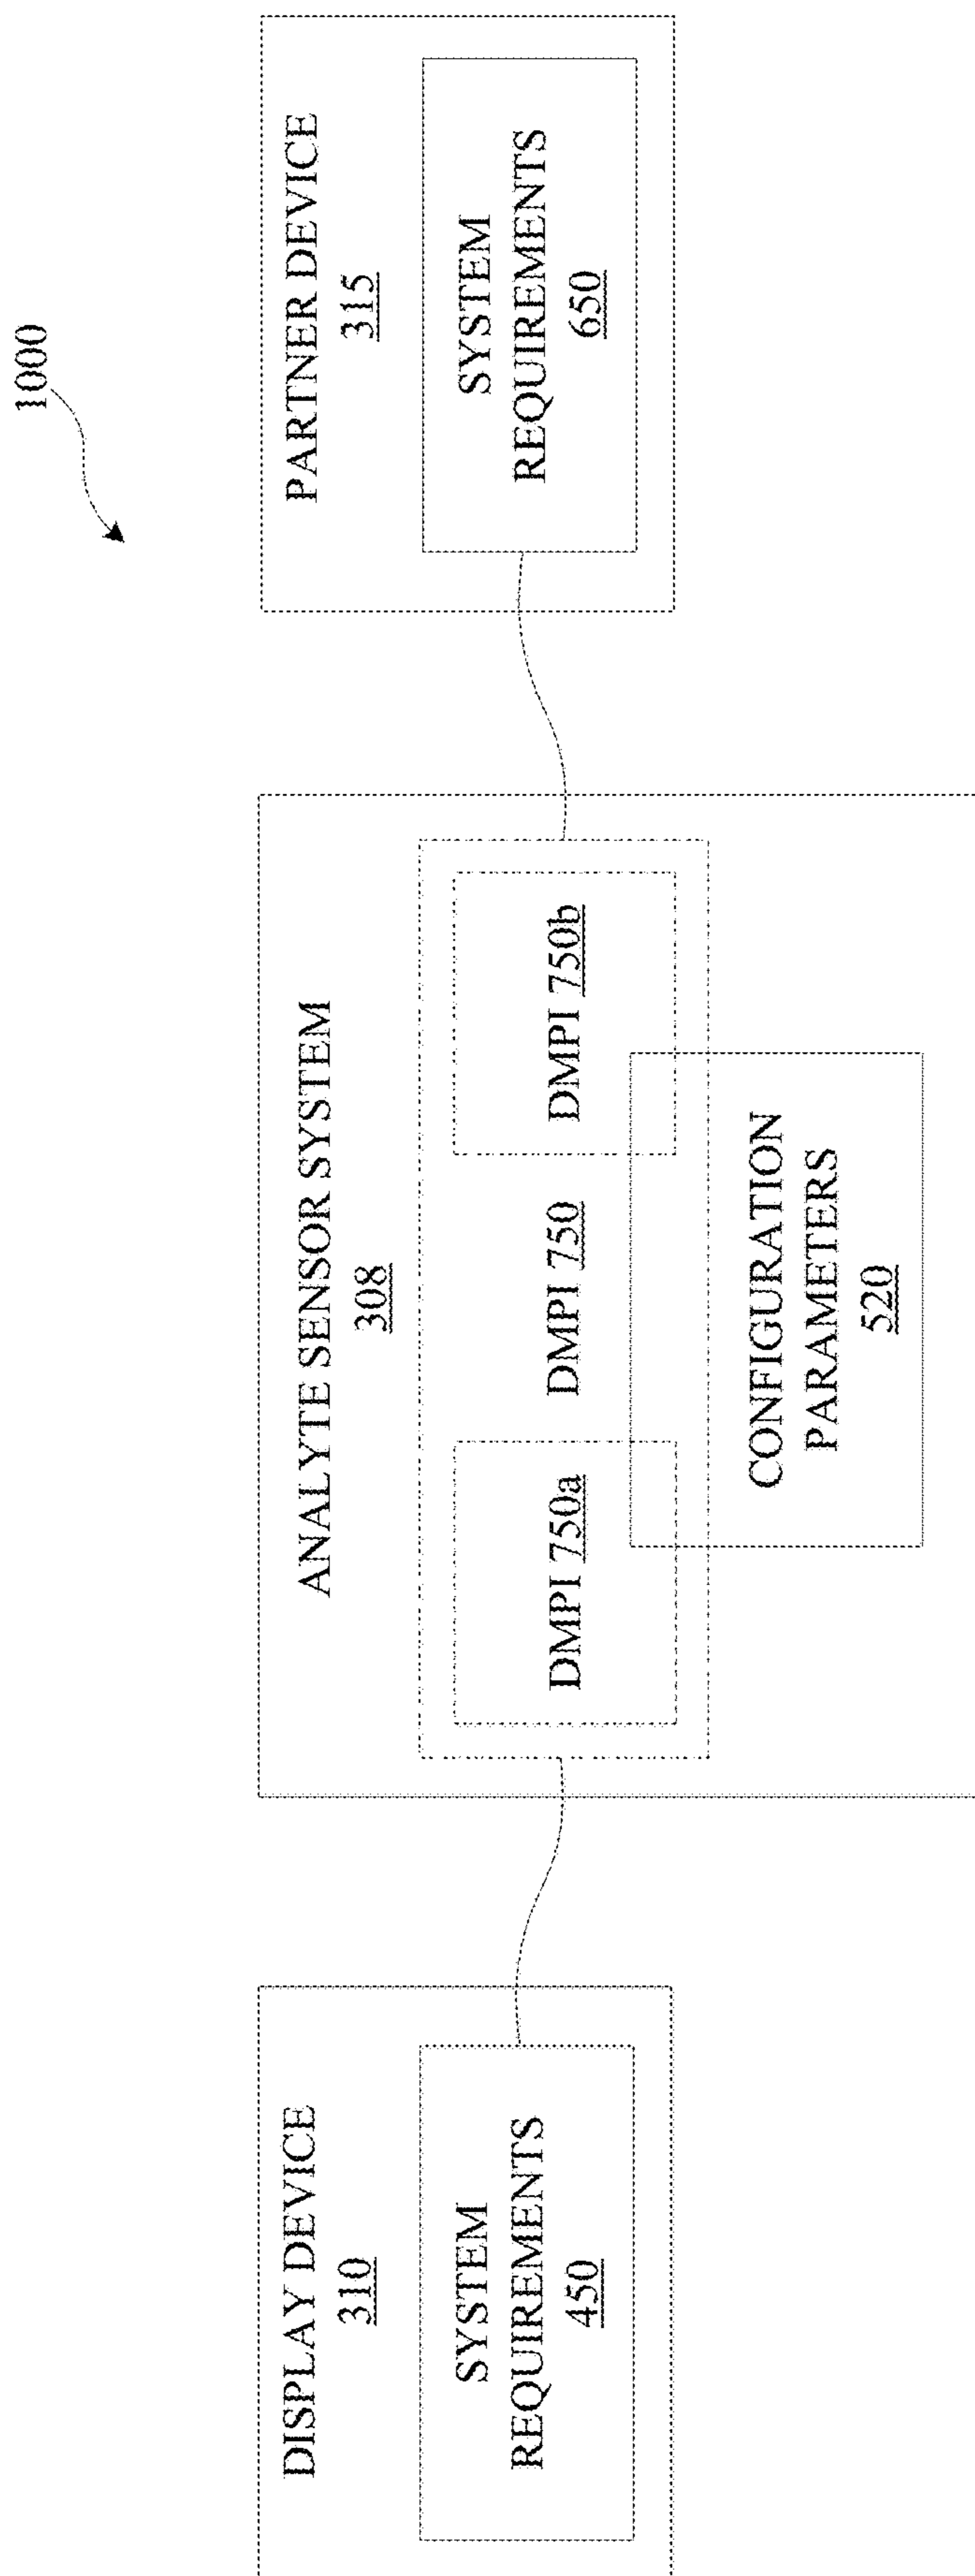 1000
DISPLAY DEVICE
310
SYSTEM
REQUIREMENTS
450
ANALYTE SENSOR SYSTEM
308
DMPI 750a
DMPI 750
DMPI 750b
CONFIGURATION
PARAMETERS
520
PARTNER DEVICE
315
SYSTEM
REQUIREMENTS
650